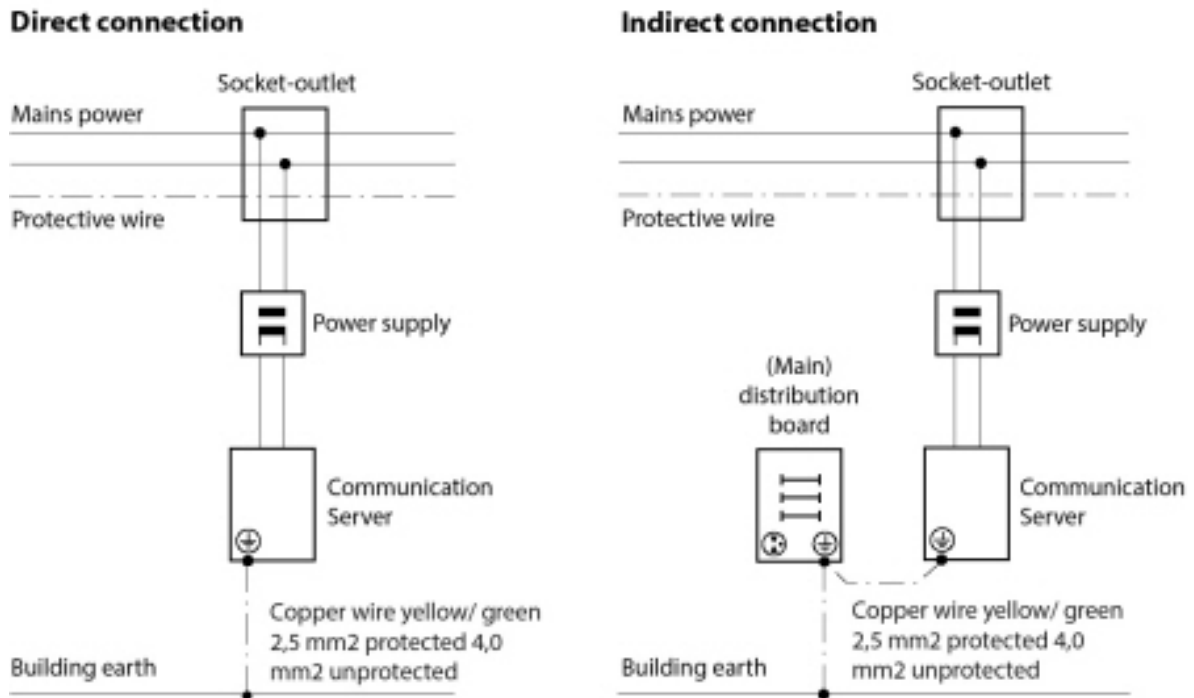 Direct connection
Socket-outlet
Mains power
Protective wire
Power supply
Communication
Server
Copper wire yellow/ green
2,5 mm2 protected 4,0
mm2 unprotected
Building earth
Indirect connection
Socket-outlet
Mains power
Protective wire
Power supply
(Main)
distribution
board
Communication
Server
Copper wire yellow/ green
2,5 mm2 protected 4,0
mm2 unprotected
Building earth